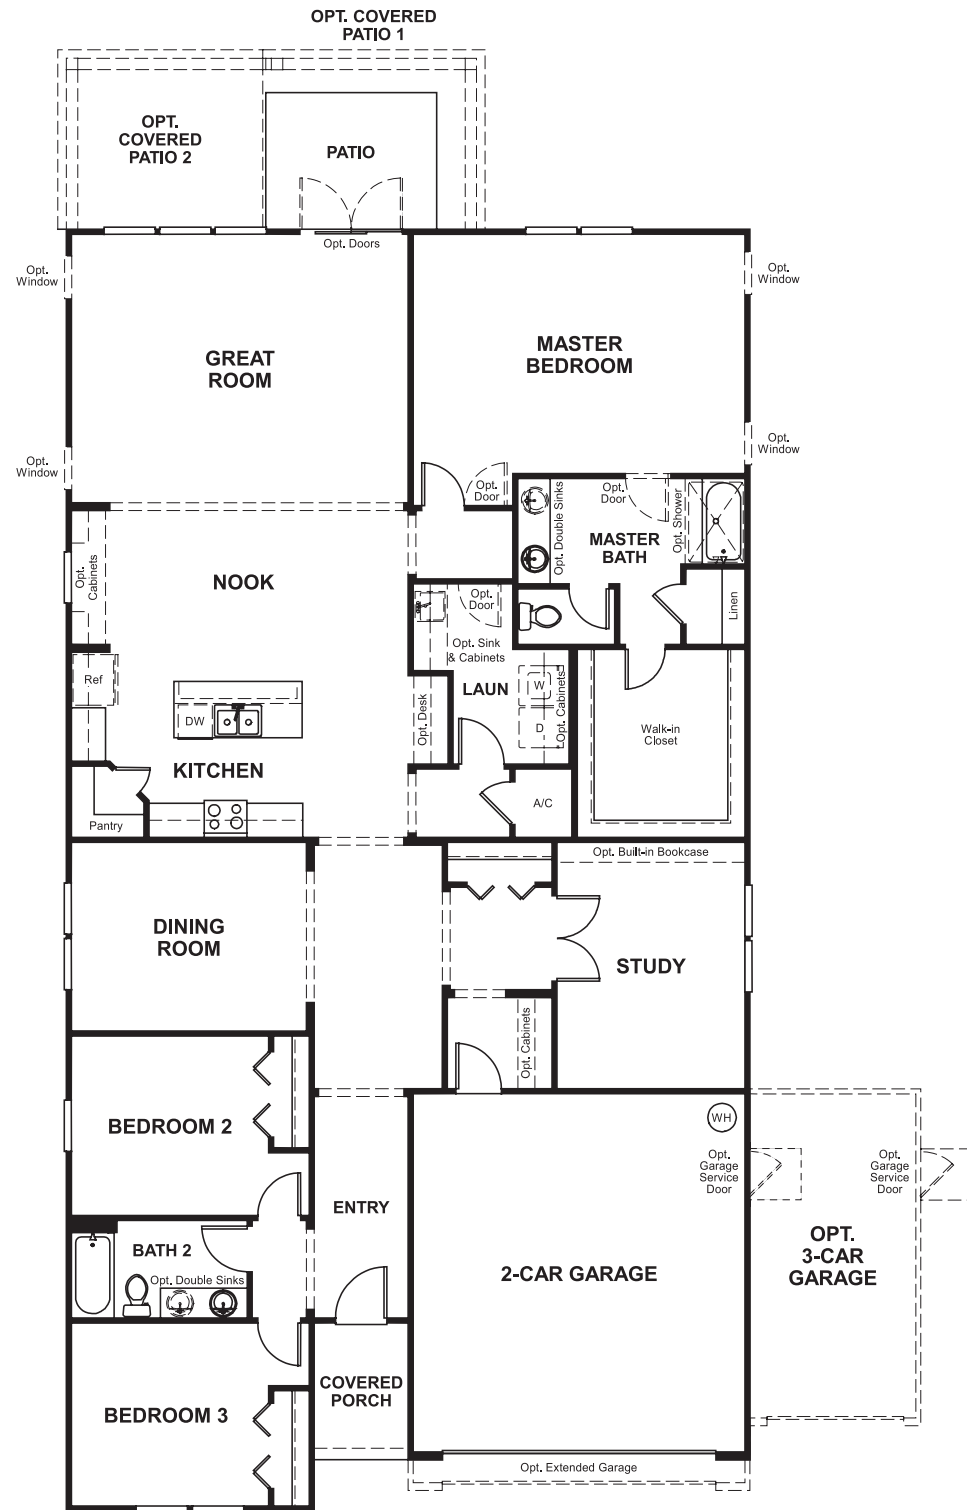 OPT. COVERED
PATIO 1
OPT.
COVERED
PATIO 2
PATIO
Opt. Doors
Opt.
Window
Opt.
Window
GREAT
ROOM
MASTER
BEDROOM
Opt.
Window
Opt.
Window
Opt.
Door
Opt. Double Sinks
Opt.
Door
Opt. Shower
MASTER
BATH
Opt.
Cabinets
NOOK
Opt.
Door
Linen
Opt. Sink
& Cabinets
Ref
LAUN
W
D
Opt. Cabinets
Opt. Desk
DW
Walk-in
Closet
KITCHEN
A/C
Pantry
Opt. Built-in Bookcase
DINING
ROOM
STUDY
Opt. Cabinets
BEDROOM 2
WH
Opt.
Garage
Service
Door
Opt.
Garage
Service
Door
ENTRY
OPT.
3-CAR
GARAGE
BATH 2
Opt. Double Sinks
2-CAR GARAGE
COVERED
PORCH
BEDROOM 3
Opt. Extended Garage